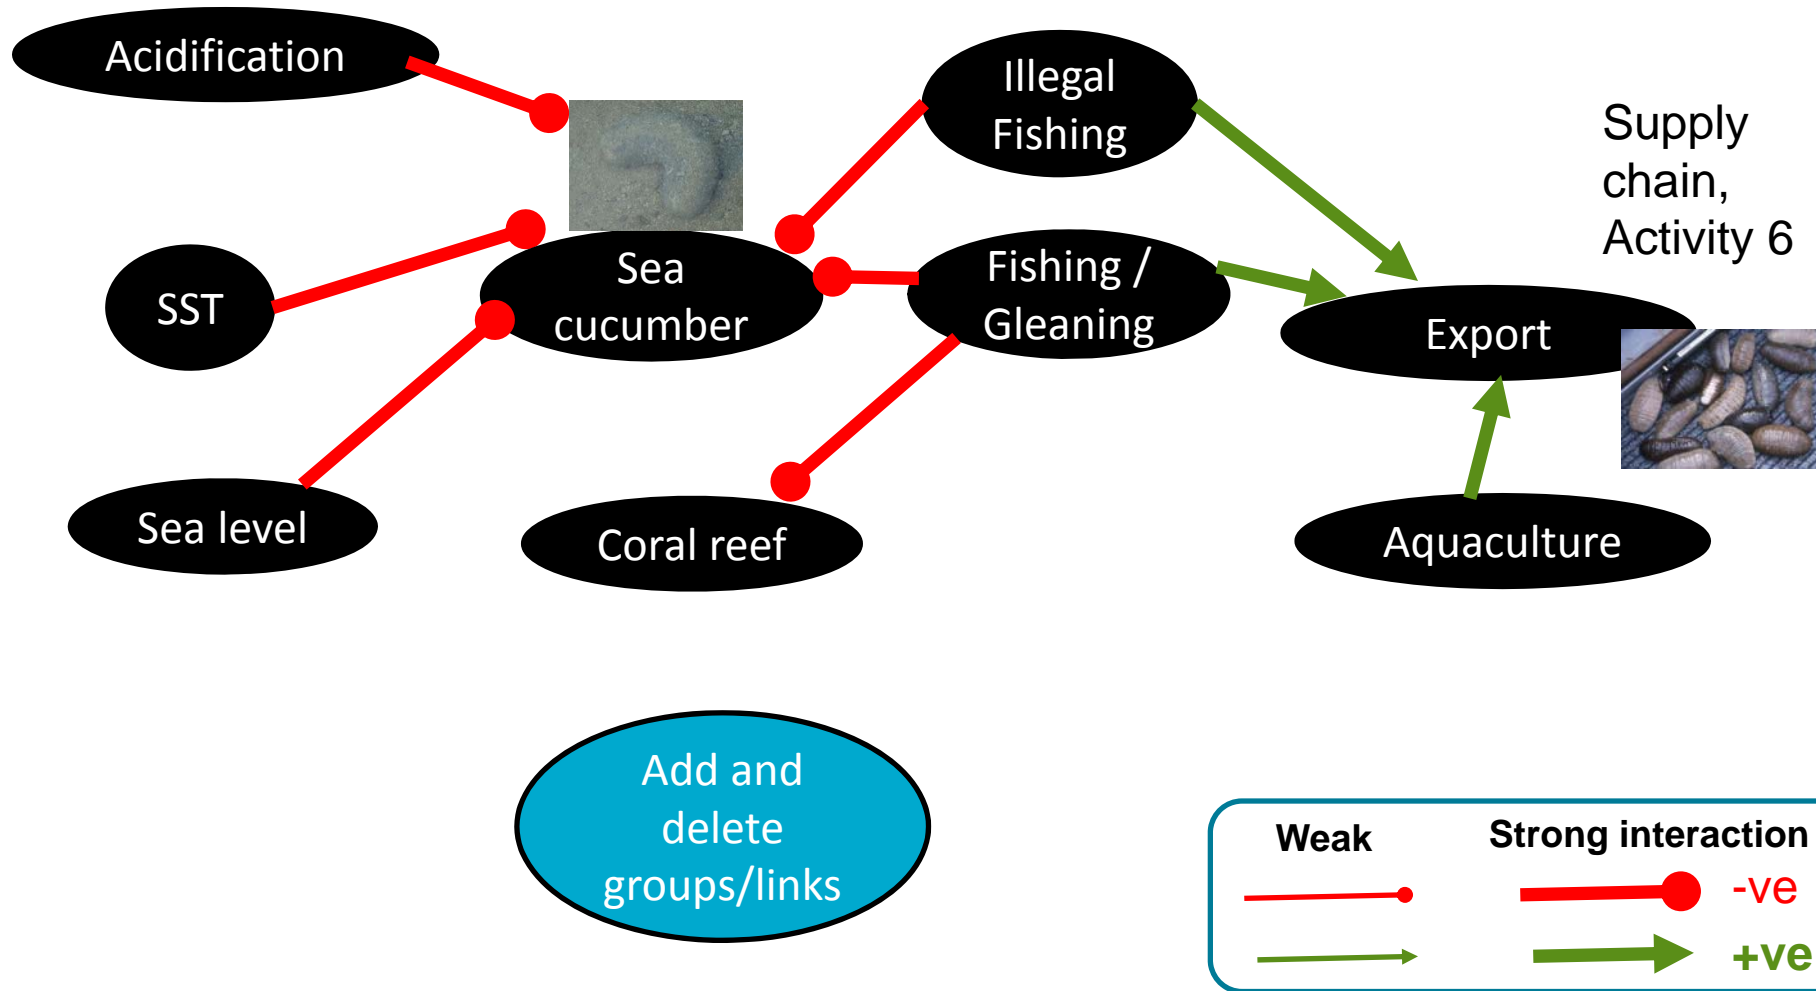 Acidification
Illegal
Fishing
Supply
chain,
Activity 6
SST
Sea
cucumber
Fishing /
Gleaning
Export
Sea level
Coral reef
Aquaculture
Add and
delete
groups/links
Weak
Strong interaction
-ve
+ve